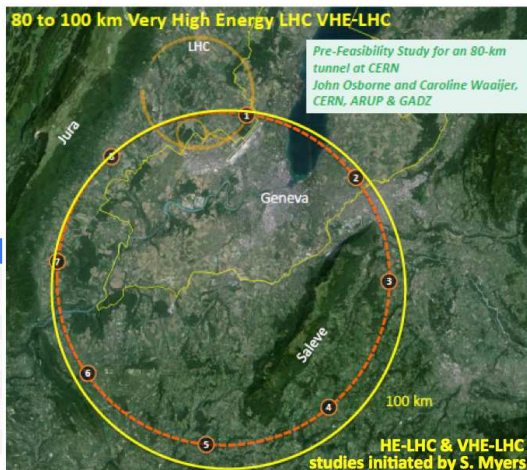 80 to 100 km Very High Energy LHC VHE-LHC
LHC
Pre-Feasibility Study for an 80-km
tunnel at CERN
John Osborne and Caroline Waaijer,
CERN, ARUP & GADZ
Jura
1
8
2
Geneva
7
3
Saleve
6
4
100 km
5
HE-LHC & VHE-LHC
studies initiated by S. Myers